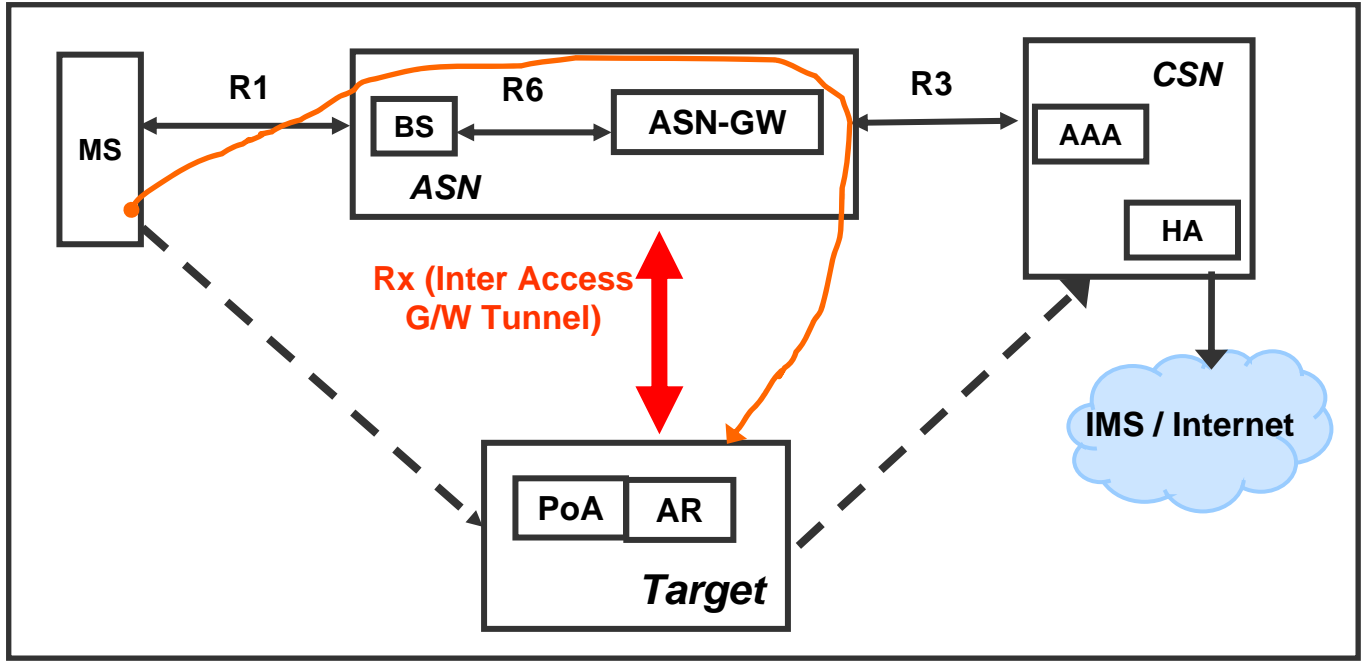 MS
R1
BS
R6
ASN-GW
ASN
R3
CSN
AAA
HA
Rx (Inter Access
G/W Tunnel)
IMS / Internet
PoA
AR
Target